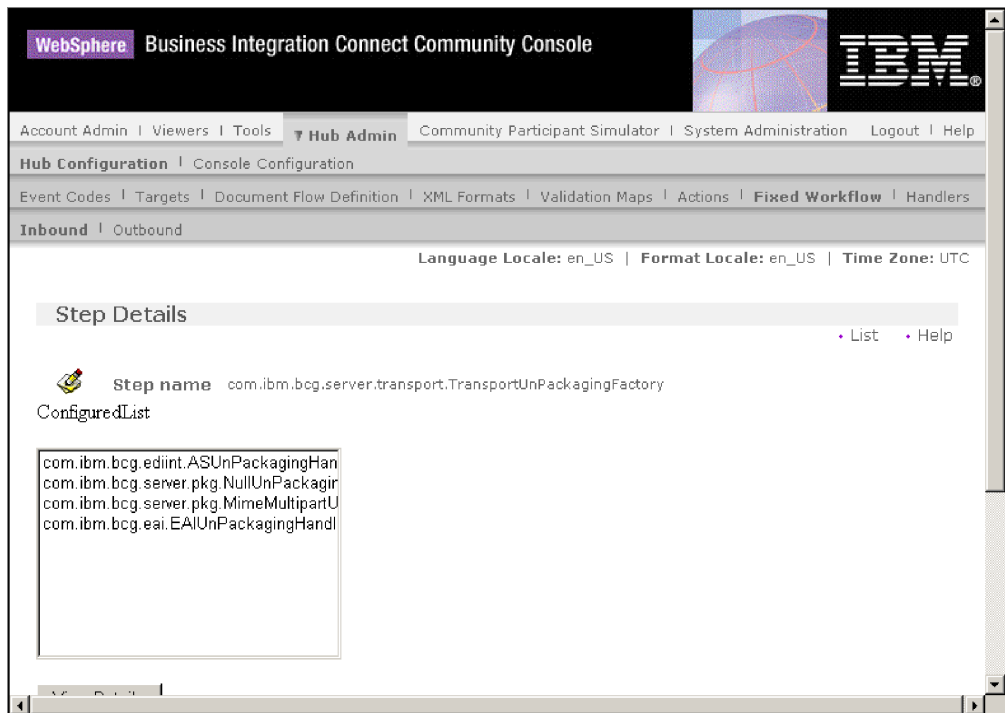 WebSphere Business Integration Connect Community Console
IBM®
Account Admin | Viewers | Tools Hub Admin Community Participant Simulator | System Administration Logout | Help
Hub Configuration | Console Configuration
Event Codes | Targets | Document Flow Definition | XML Formats | Validation Maps | Actions | Fixed Workflow | Handlers
Inbound | Outbound
Language Locale: en_US | Format Locale: en_US | Time Zone: UTC
Step Details
List Help
Step name com.ibm.bcg.server.transport.TransportUnPackagingFactory
ConfiguredList
com.ibm.bcg.ediint.ASUnPackagingHan
com.ibm.bcg.server.pkg.NullUnPackagin
com.ibm.bcg.server.pkg.MimeMultipartU
com.ibm.bcg.eai.EAIUnPackagingHandl